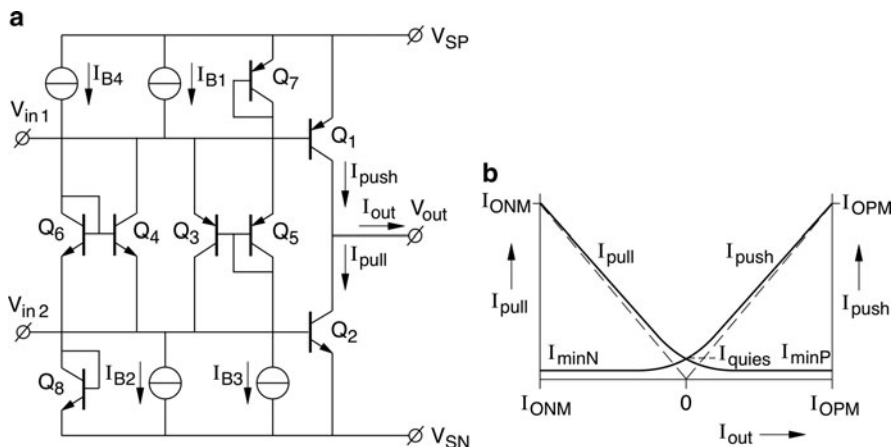 a
V_SP
I_B4
I_B1
Q_7
V_in 1
Q_1
I_push
I_out
V_out
Q_6
Q_4
Q_3
Q_5
I_pull
V_in 2
Q_2
Q_8
I_B2
I_B3
V_SN
b
I_ONM
I_OPM
I_pull
I_push
I_pull
I_push
I_minN
I_quies
I_minP
I_ONM
0
I_OPM
I_out